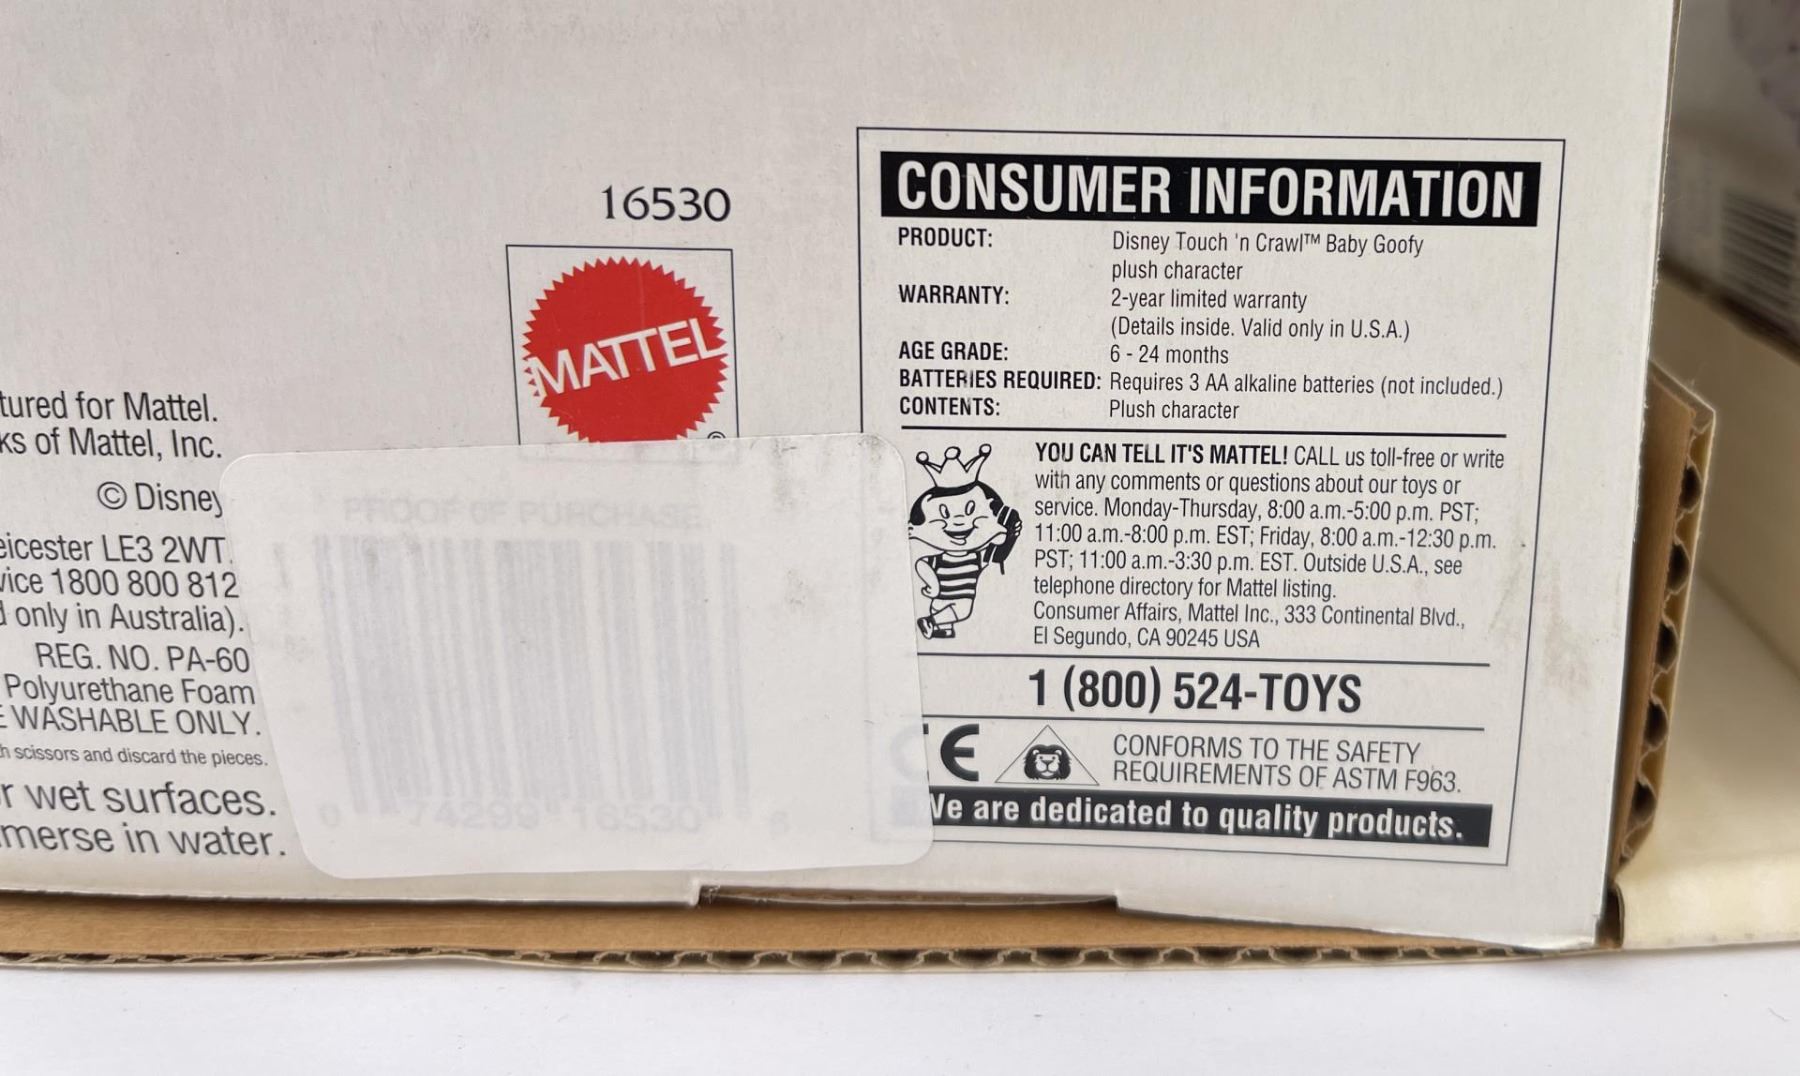 16530
MATTEL
®
tured for Mattel.
ks of Mattel, Inc.
© Disney
eicester LE3 2WT.
vice 1800 800 812
d only in Australia).
REG. NO. PA-60
Polyurethane Foam
E WASHABLE ONLY.
h scissors and discard the pieces.
r wet surfaces.
merse in water.
PROOF OF PURCHASE
0 74299 16530 6
CONSUMER INFORMATION
PRODUCT: Disney Touch 'n Crawl™ Baby Goofy
plush character
WARRANTY: 2-year limited warranty
(Details inside. Valid only in U.S.A.)
AGE GRADE: 6 - 24 months
BATTERIES REQUIRED: Requires 3 AA alkaline batteries (not included.)
CONTENTS: Plush character
YOU CAN TELL IT'S MATTEL! CALL us toll-free or write
with any comments or questions about our toys or
service. Monday-Thursday, 8:00 a.m.-5:00 p.m. PST;
11:00 a.m.-8:00 p.m. EST; Friday, 8:00 a.m.-12:30 p.m.
PST; 11:00 a.m.-3:30 p.m. EST. Outside U.S.A., see
telephone directory for Mattel listing.
Consumer Affairs, Mattel Inc., 333 Continental Blvd.,
El Segundo, CA 90245 USA
1 (800) 524-TOYS
CE
CONFORMS TO THE SAFETY
REQUIREMENTS OF ASTM F963.
We are dedicated to quality products.